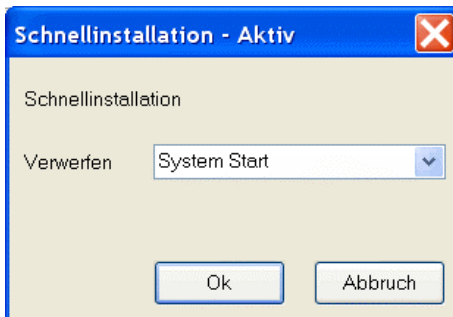 Schnellinstallation - Aktiv
Schnellinstallation
Verwerfen System Start
Ok Abbruch